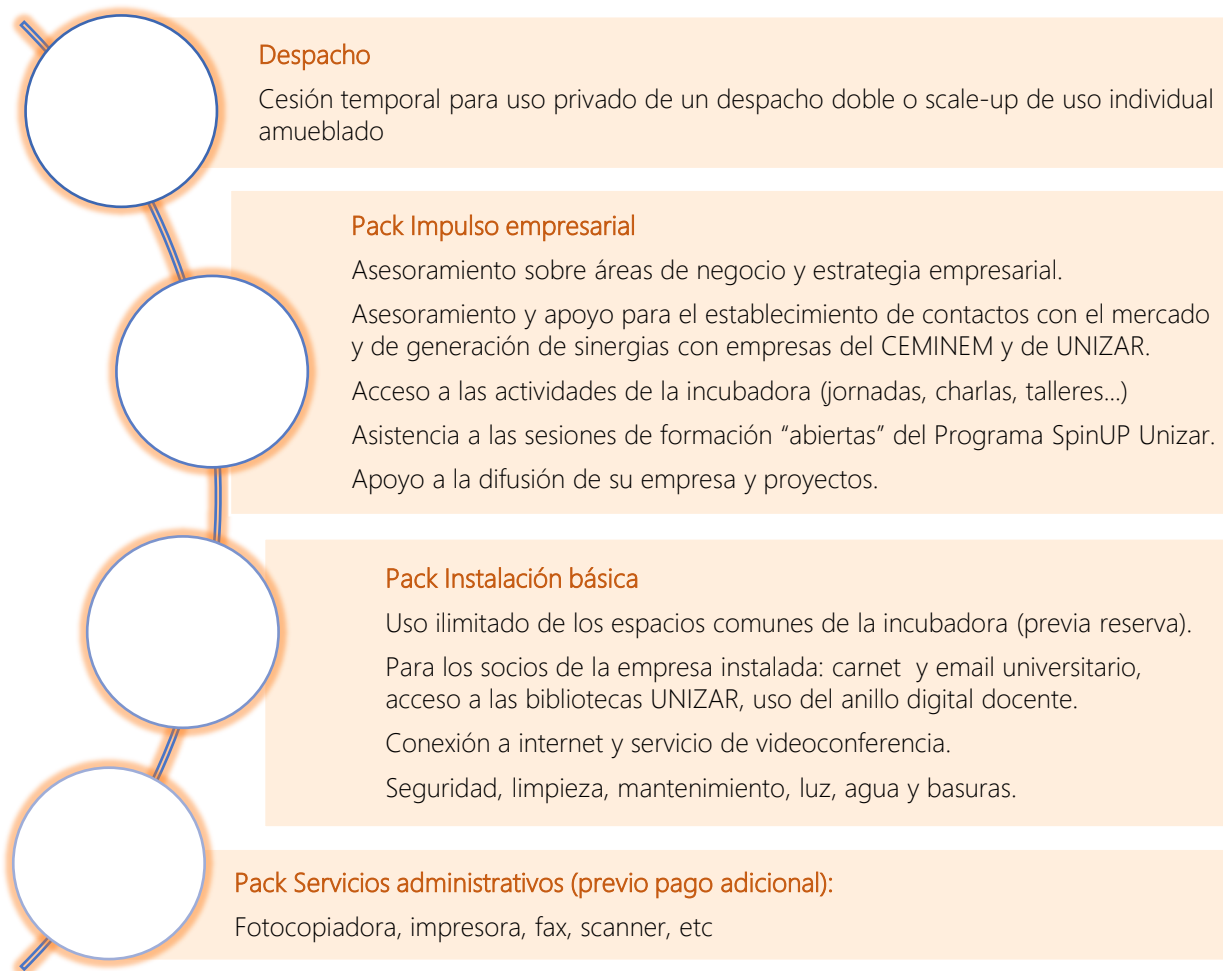 Despacho
Cesión temporal para uso privado de un despacho doble o scale-up de uso individual
amueblado
Pack Impulso empresarial
Asesoramiento sobre áreas de negocio y estrategia empresarial.
Asesoramiento y apoyo para el establecimiento de contactos con el mercado
y de generación de sinergias con empresas del CEMINEM y de UNIZAR.
Acceso a las actividades de la incubadora (jornadas, charlas, talleres…)
Asistencia a las sesiones de formación “abiertas” del Programa SpinUP Unizar.
Apoyo a la difusión de su empresa y proyectos.
Pack Instalación básica
Uso ilimitado de los espacios comunes de la incubadora (previa reserva).
Para los socios de la empresa instalada: carnet y email universitario,
acceso a las bibliotecas UNIZAR, uso del anillo digital docente.
Conexión a internet y servicio de videoconferencia.
Seguridad, limpieza, mantenimiento, luz, agua y basuras.
Pack Servicios administrativos (previo pago adicional):
Fotocopiadora, impresora, fax, scanner, etc